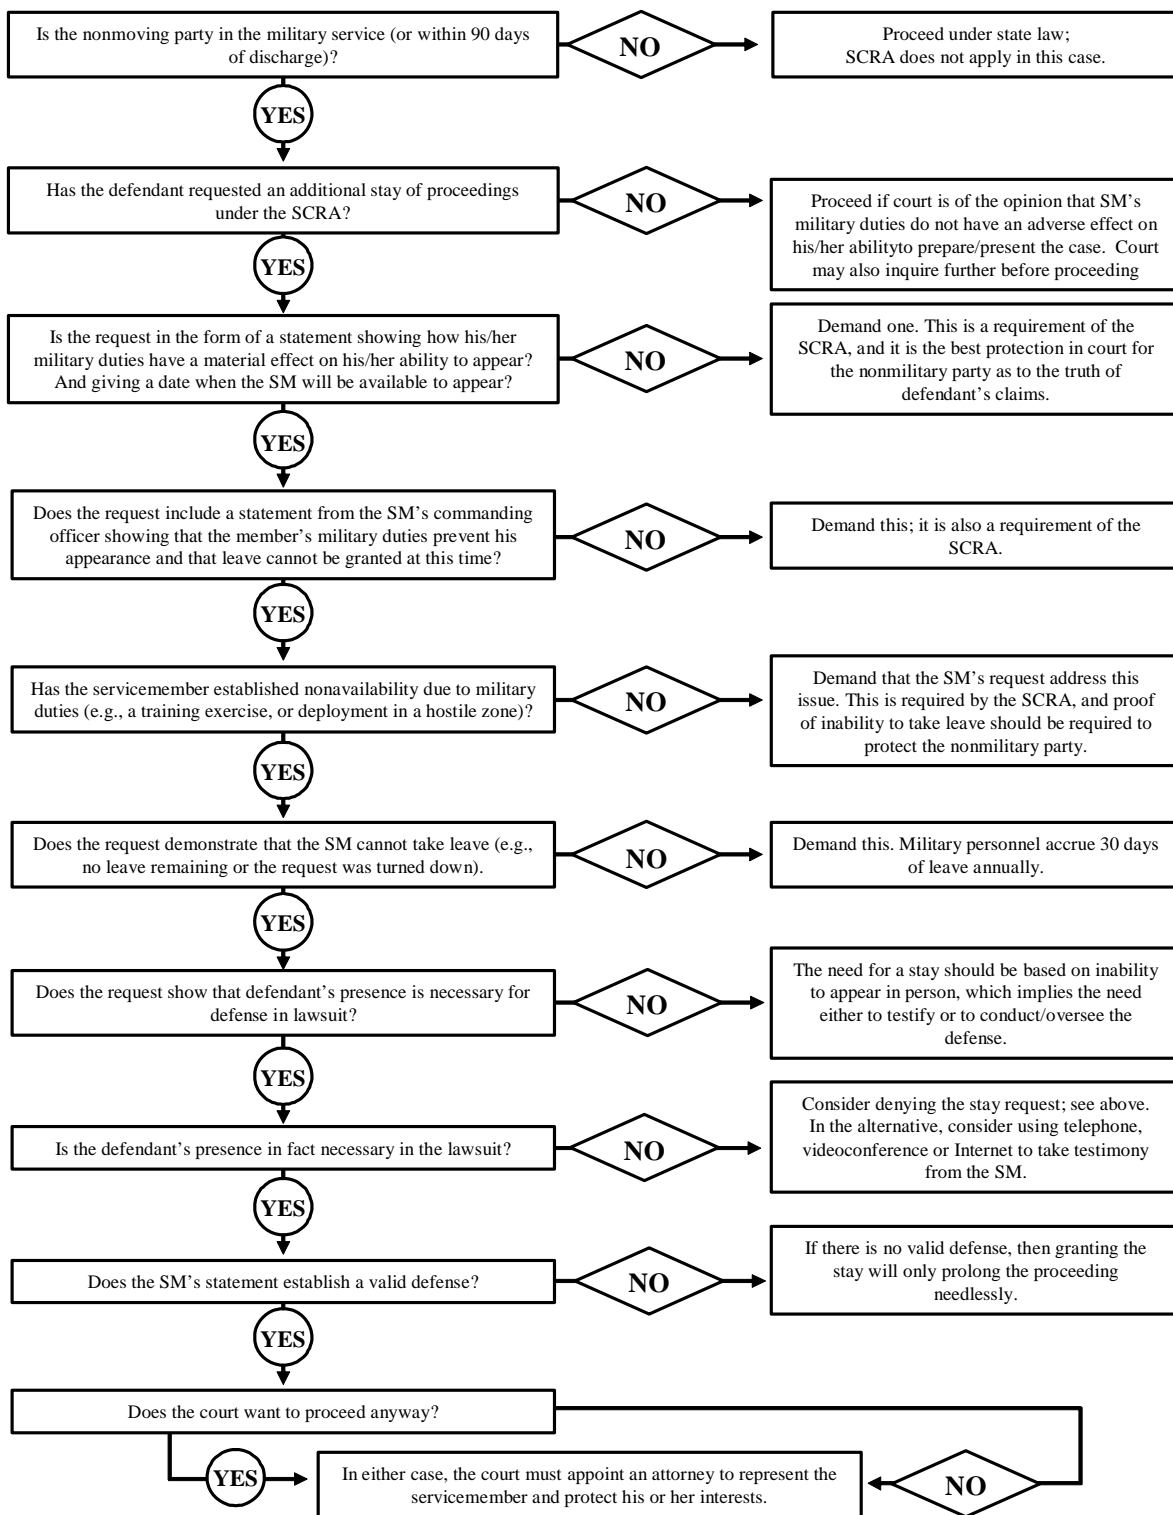 Is the nonmoving party in the military service (or within 90 days
of discharge)?
NO
Proceed under state law;
SCRA does not apply in this case.
YES
Has the defendant requested an additional stay of proceedings
under the SCRA?
NO
Proceed if court is of the opinion that SM's
military duties do not have an adverse effect on
his/her abilityto prepare/present the case.  Court
may also inquire further before proceeding
YES
Is the request in the form of a statement showing how his/her
military duties have a material effect on his/her ability to appear?
And giving a date when the SM will be available to appear?
NO
Demand one. This is a requirement of the
SCRA, and it is the best protection in court for
the nonmilitary party as to the truth of
defendant's claims.
YES
Does the request include a statement from the SM's commanding
officer showing that the member's military duties prevent his
appearance and that leave cannot be granted at this time?
NO
Demand this; it is also a requirement of the
SCRA.
YES
Has the servicemember established nonavailability due to military
duties (e.g., a training exercise, or deployment in a hostile zone)?
NO
Demand that the SM's request address this
issue. This is required by the SCRA, and proof
of inability to take leave should be required to
protect the nonmilitary party.
YES
Does the request demonstrate that the SM cannot take leave (e.g.,
no leave remaining or the request was turned down).
NO
Demand this. Military personnel accrue 30 days
of leave annually.
YES
Does the request show that defendant's presence is necessary for
defense in lawsuit?
NO
The need for a stay should be based on inability
to appear in person, which implies the need
either to testify or to conduct/oversee the
defense.
YES
Is the defendant's presence in fact necessary in the lawsuit?
NO
Consider denying the stay request; see above.
In the alternative, consider using telephone,
videoconference or Internet to take testimony
from the SM.
YES
Does the SM's statement establish a valid defense?
NO
If there is no valid defense, then granting the
stay will only prolong the proceeding
needlessly.
YES
Does the court want to proceed anyway?
YES
In either case, the court must appoint an attorney to represent the
servicemember and protect his or her interests.
NO